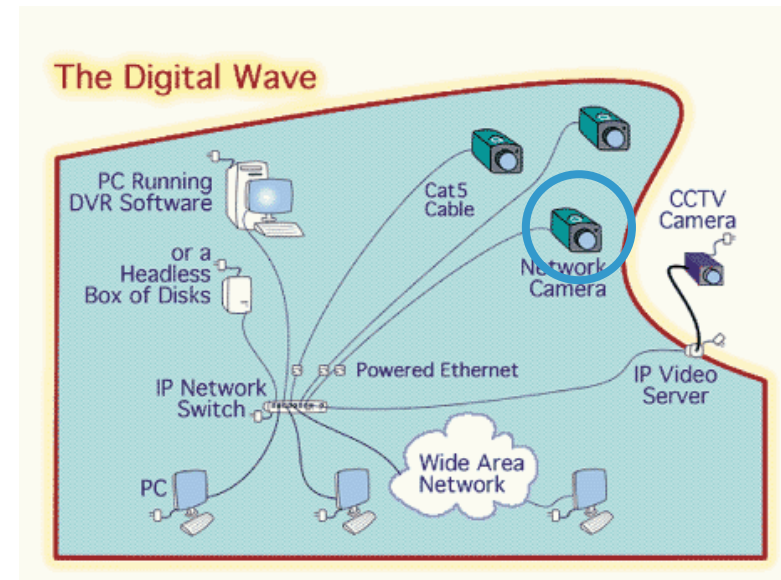 The Digital Wave
PC Running
DVR Software
or a
Headless
Box of Disks
Cat5
Cable
Network
Camera
CCTV
Camera
Powered Ethernet
IP Network
Switch
IP Video
Server
Wide Area
Network
PC